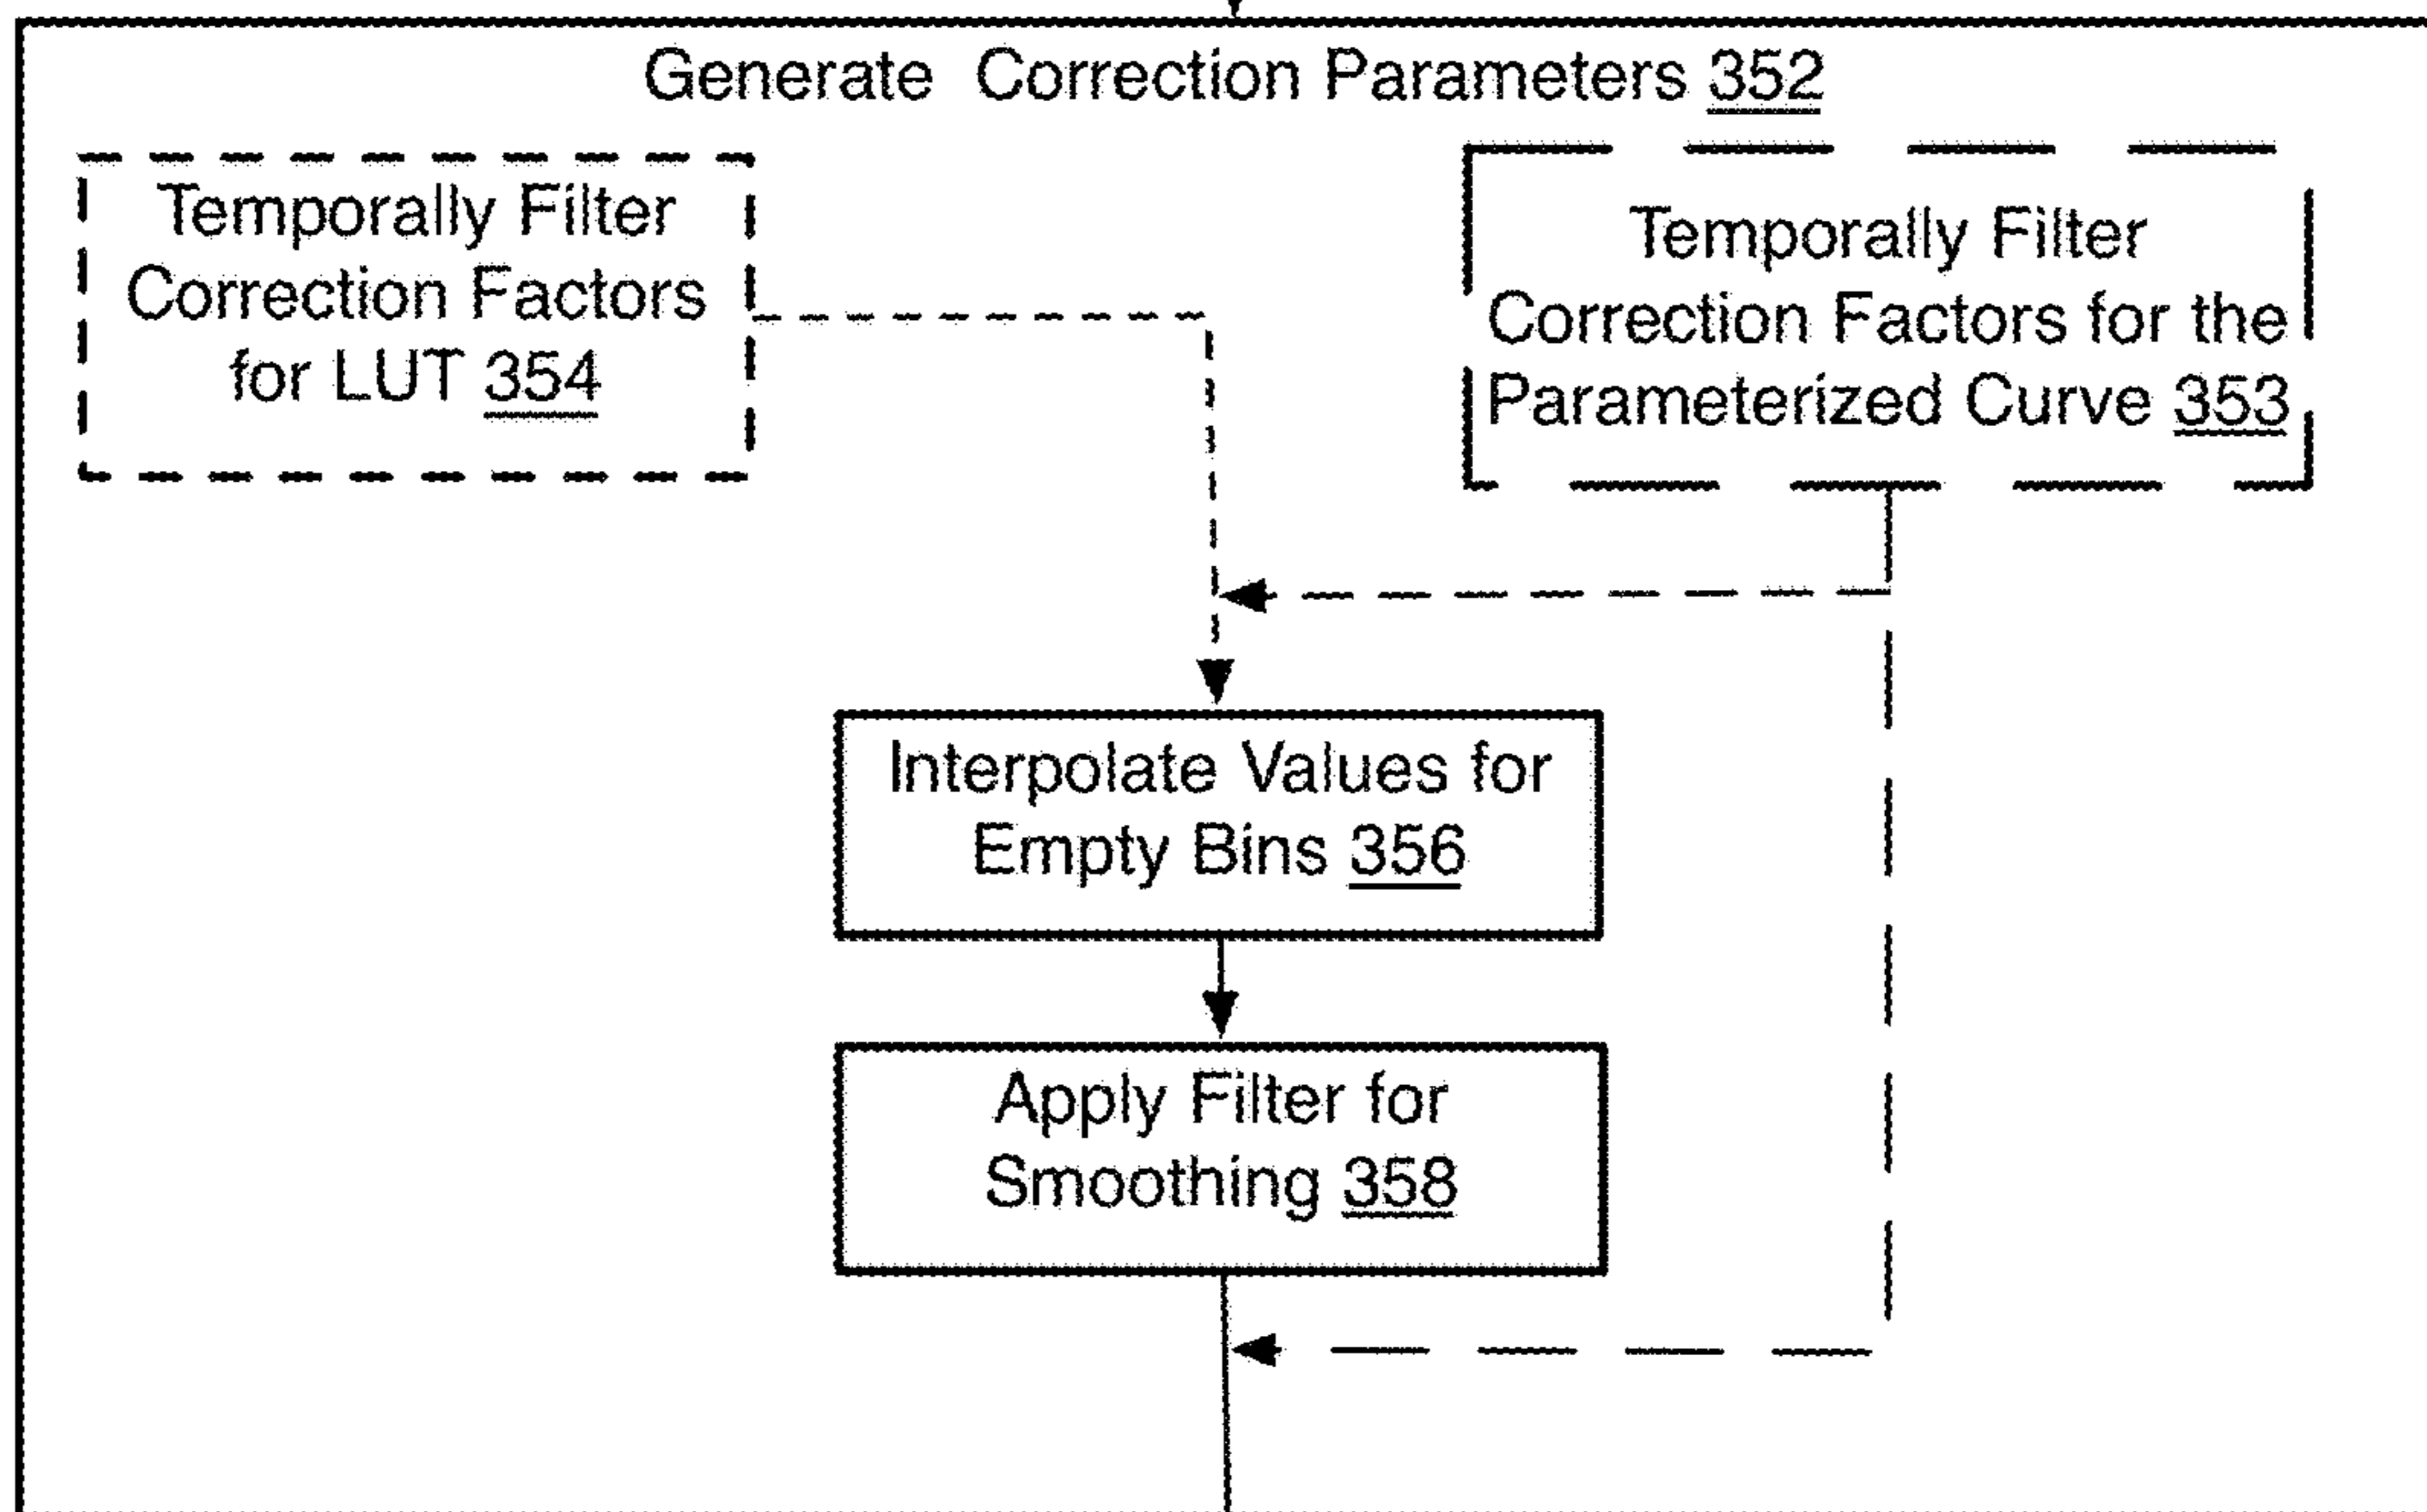 Generate Correction Parameters 352
Temporally Filter
Correction Factors
for LUT 354
Temporally Filter
Correction Factors for the
Parameterized Curve 353
Interpolate Values for
Empty Bins 356
Apply Filter for
Smoothing 358